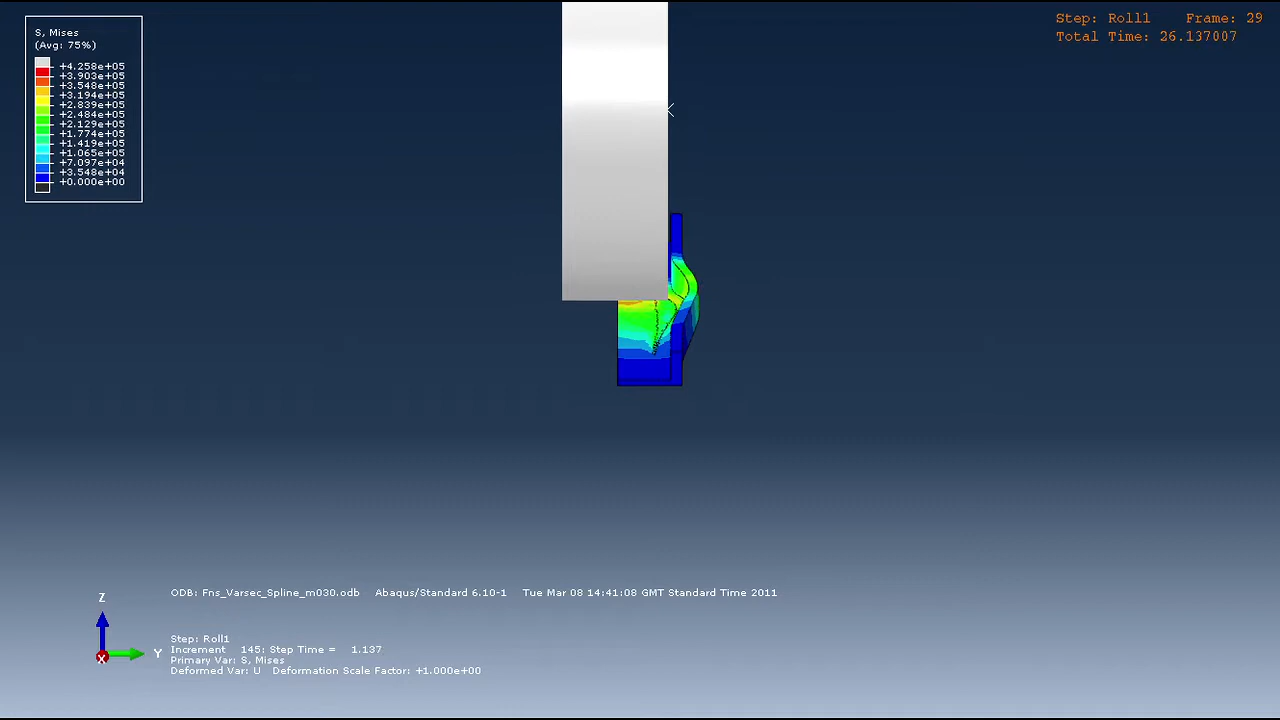 S, Mises
(Avg: 75%)
+4.258e+05
+3.903e+05
+3.548e+05
+3.194e+05
+2.839e+05
+2.484e+05
+2.129e+05
+1.774e+05
+1.419e+05
+1.065e+05
+7.097e+04
+3.548e+04
+0.000e+00
Step: Roll1 Frame: 29
Total Time: 26.137007
Z
Y
X
ODB: Fns_Varsec_Spline_m030.odb Abaqus/Standard 6.10-1 Tue Mar 08 14:41:08 GMT Standard Time 2011
Step: Roll1
Increment 145: Step Time = 1.137
Primary Var: S, Mises
Deformed Var: U Deformation Scale Factor: +1.000e+00